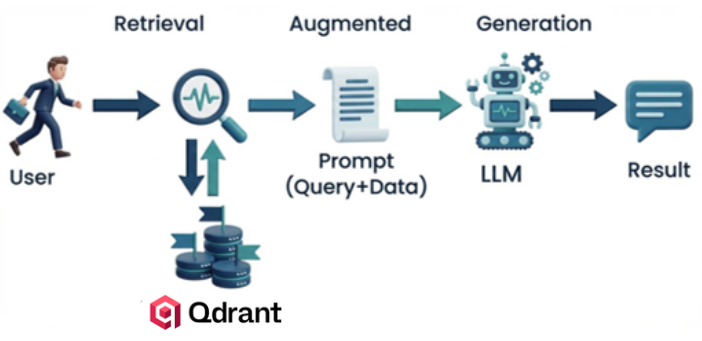 Retrieval
Augmented
Generation
User
Prompt
(Query+Data)
LLM
Result
Qdrant